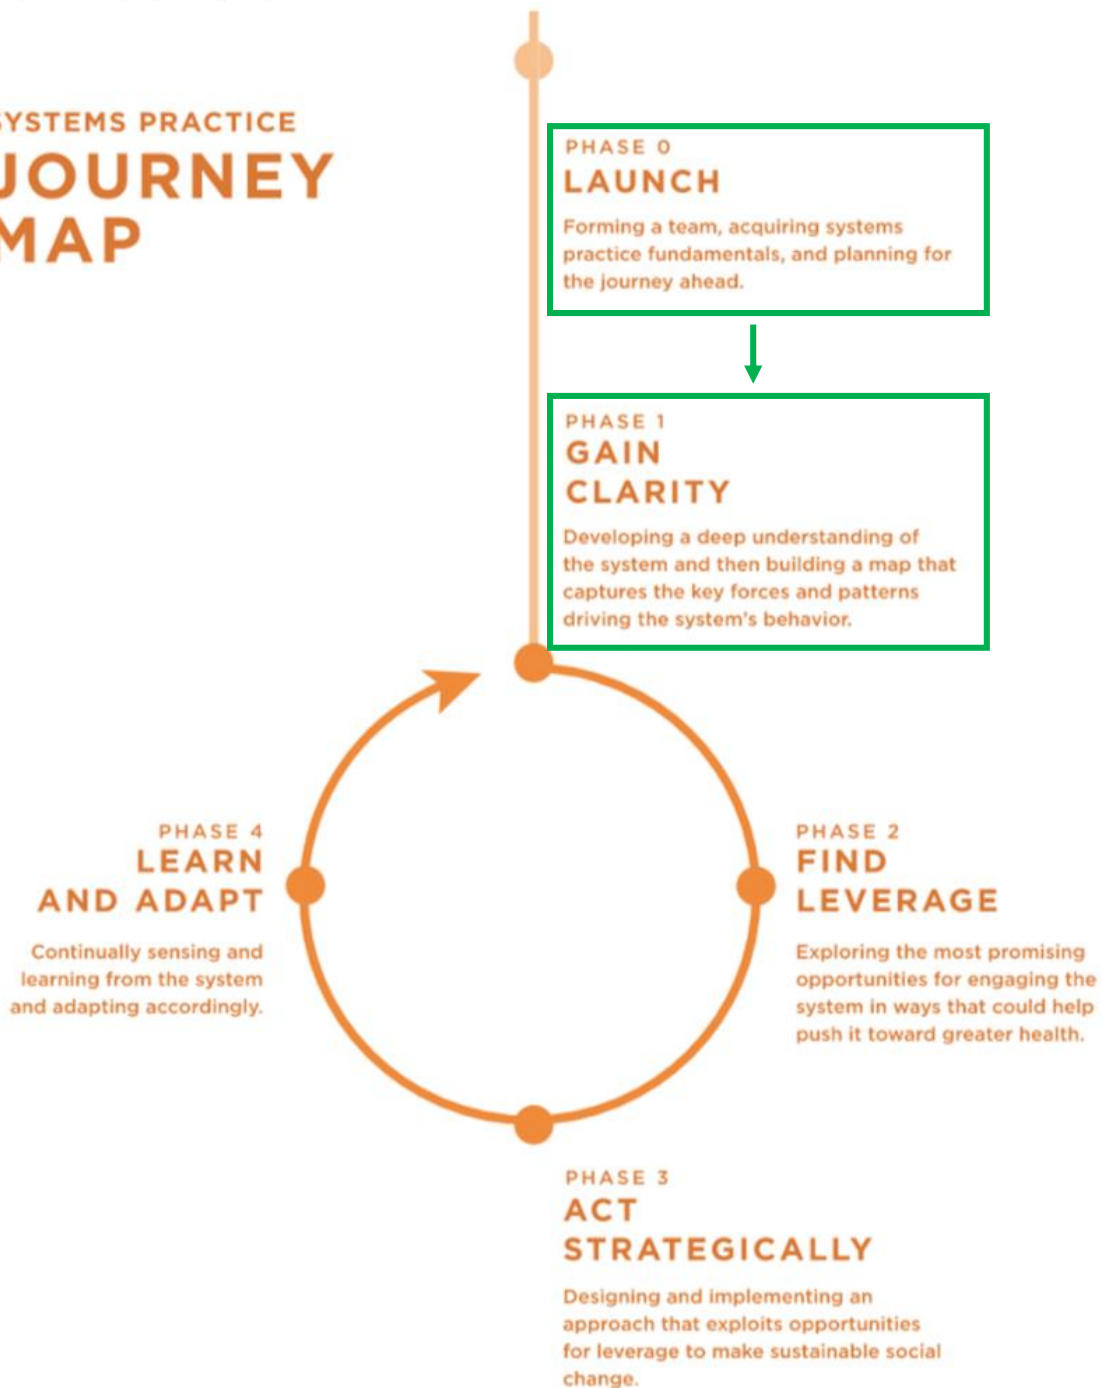 SYSTEMS PRACTICE
JOURNEY
MAP
PHASE 0
LAUNCH
Forming a team, acquiring systems
practice fundamentals, and planning for
the journey ahead.
PHASE 1
GAIN
CLARITY
Developing a deep understanding of
the system and then building a map that
captures the key forces and patterns
driving the system's behavior.
PHASE 4
LEARN
AND ADAPT
Continually sensing and
learning from the system
and adapting accordingly.
PHASE 2
FIND
LEVERAGE
Exploring the most promising
opportunities for engaging the
system in ways that could help
push it toward greater health.
PHASE 3
ACT
STRATEGICALLY
Designing and implementing an
approach that exploits opportunities
for leverage to make sustainable social
change.